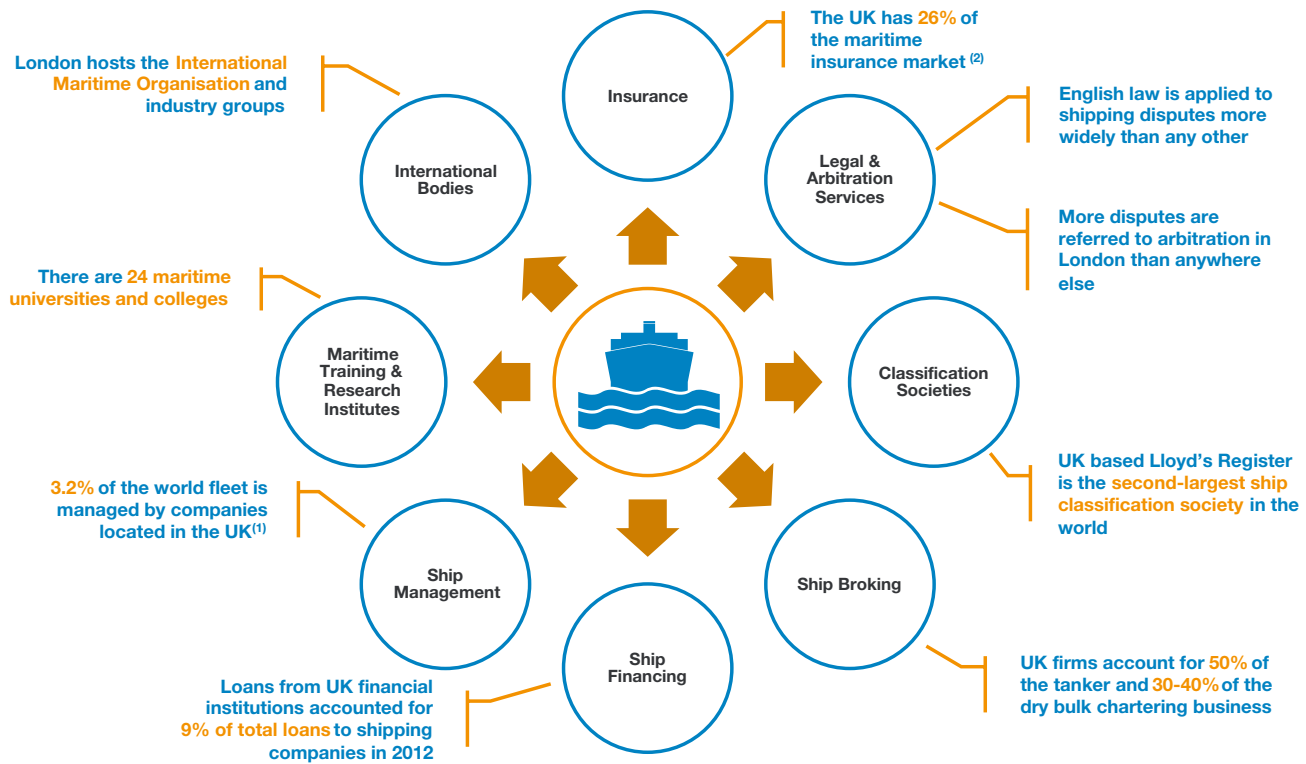 The UK has 26% of
the maritime
insurance market (2)
London hosts the International
Maritime Organisation and
industry groups
Insurance
English law is applied to
shipping disputes more
widely than any other
International
Bodies
Legal &
Arbitration
Services
More disputes are
referred to arbitration in
London than anywhere
else
There are 24 maritime
universities and colleges
Maritime
Training &
Research
Institutes
Classification
Societies
UK based Lloyd's Register
is the second-largest ship
classification society in the
world
3.2% of the world fleet is
managed by companies
located in the UK(1)
Ship
Management
Ship Broking
Ship
Financing
UK firms account for 50% of
the tanker and 30-40% of the
dry bulk chartering business
Loans from UK financial
institutions accounted for
9% of total loans to shipping
companies in 2012